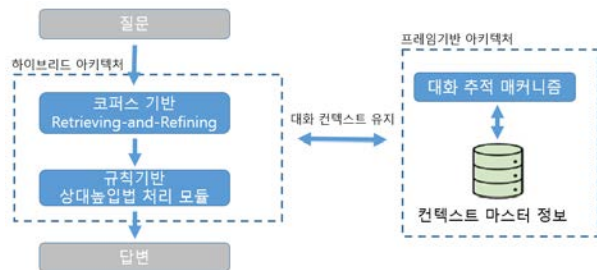 질문
하이브리드 아키텍처
코퍼스 기반
Retrieving-and-Refining
규칙기반
상대높임법 처리 모듈
답변
대화 컨텍스트 유지
프레임기반 아키텍처
대화 추적 매커니즘
컨텍스트 마스터 정보